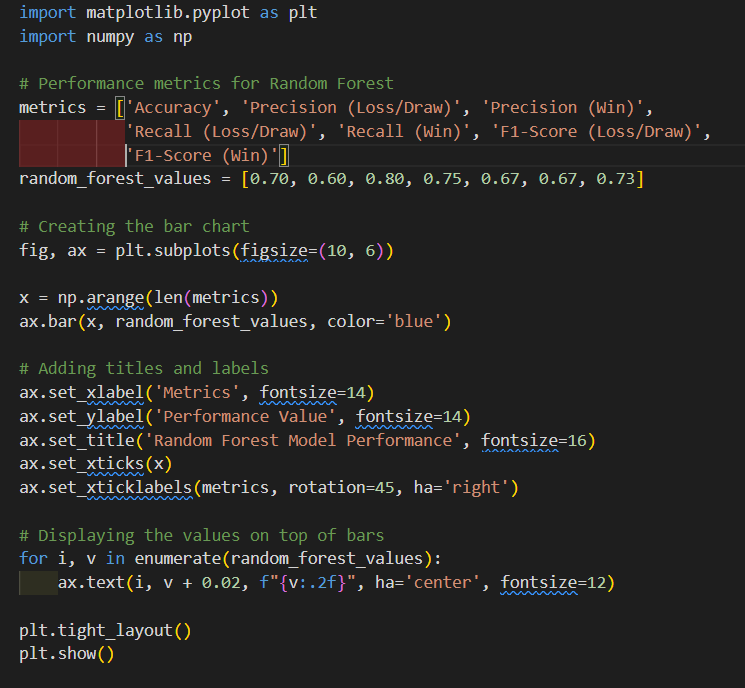 import matplotlib.pyplot as plt
import numpy as np

# Performance metrics for Random Forest
metrics = ['Accuracy', 'Precision (Loss/Draw)', 'Precision (Win)',
           'Recall (Loss/Draw)', 'Recall (Win)', 'F1-Score (Loss/Draw)',
           'F1-Score (Win)']
random_forest_values = [0.70, 0.60, 0.80, 0.75, 0.67, 0.67, 0.73]

# Creating the bar chart
fig, ax = plt.subplots(figsize=(10, 6))

x = np.arange(len(metrics))
ax.bar(x, random_forest_values, color='blue')

# Adding titles and labels
ax.set_xlabel('Metrics', fontsize=14)
ax.set_ylabel('Performance Value', fontsize=14)
ax.set_title('Random Forest Model Performance', fontsize=16)
ax.set_xticks(x)
ax.set_xticklabels(metrics, rotation=45, ha='right')

# Displaying the values on top of bars
for i, v in enumerate(random_forest_values):
    ax.text(i, v + 0.02, f"{v:.2f}", ha='center', fontsize=12)

plt.tight_layout()
plt.show()